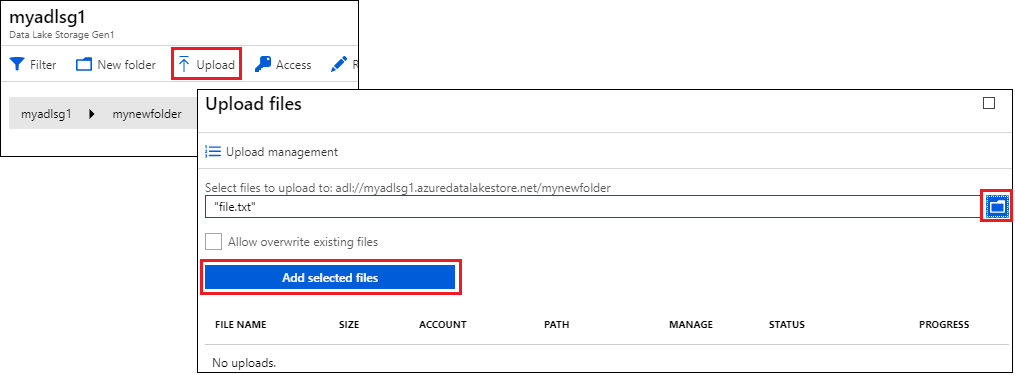 myadlsg1
Data Lake Storage Gen1
Filter New folder Upload Access R
myadlsg1 mynewfolder
Upload files
Upload management
Select files to upload to: adl://myadlsg1.azuredatalakestore.net/mynewfolder
"file.txt"
Allow overwrite existing files
Add selected files
FILE NAME SIZE ACCOUNT PATH MANAGE STATUS PROGRESS
No uploads.